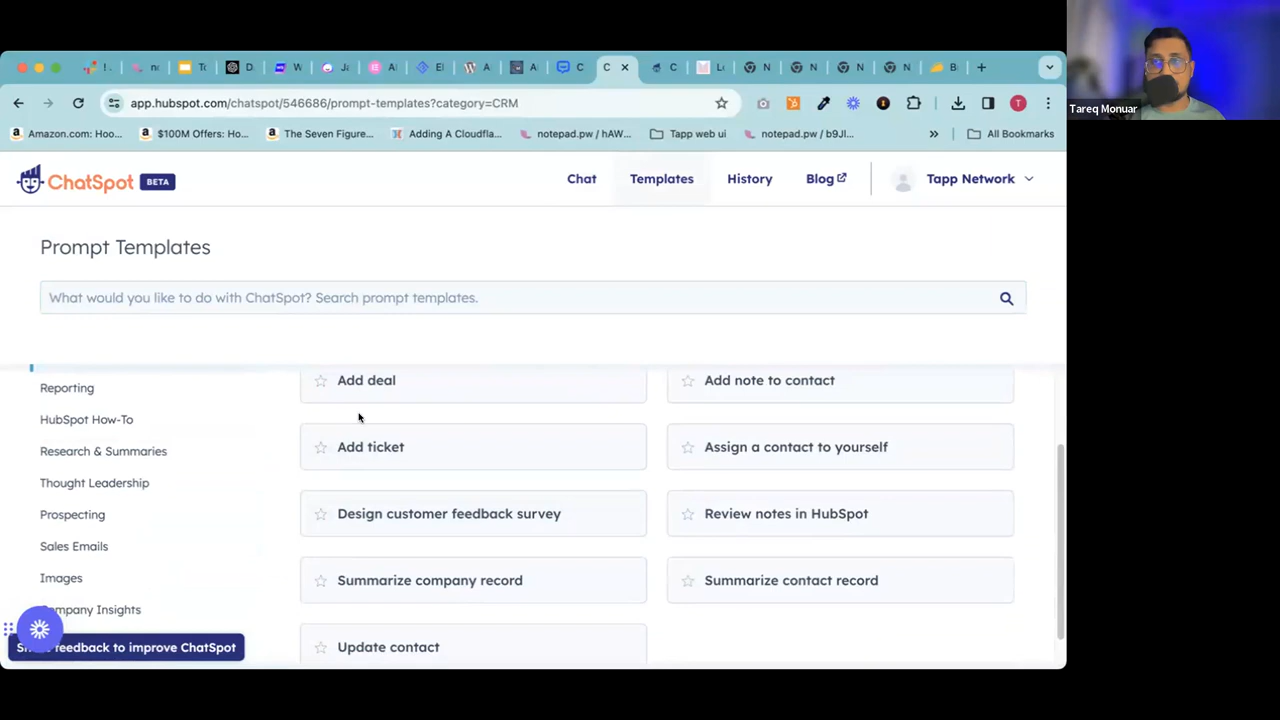 Tareq Monuar
app.hubspot.com/chatspot/546686/prompt-templates?category=CRM
T
Amazon.com: Hoo...
$100M Offers: Ho...
The Seven Figure...
Adding A Cloudfla...
notepad.pw / hAW...
Tapp web ui
notepad.pw / b9Jl...
»
All Bookmarks
ChatSpot BETA
Chat
Templates
History
Blog
Tapp Network
Prompt Templates
What would you like to do with ChatSpot? Search prompt templates.
Reporting
HubSpot How-To
Research & Summaries
Thought Leadership
Prospecting
Sales Emails
Images
ompany Insights
feedback to improve ChatSpot
Add deal
Add note to contact
Add ticket
Assign a contact to yourself
Design customer feedback survey
Review notes in HubSpot
Summarize company record
Summarize contact record
Update contact